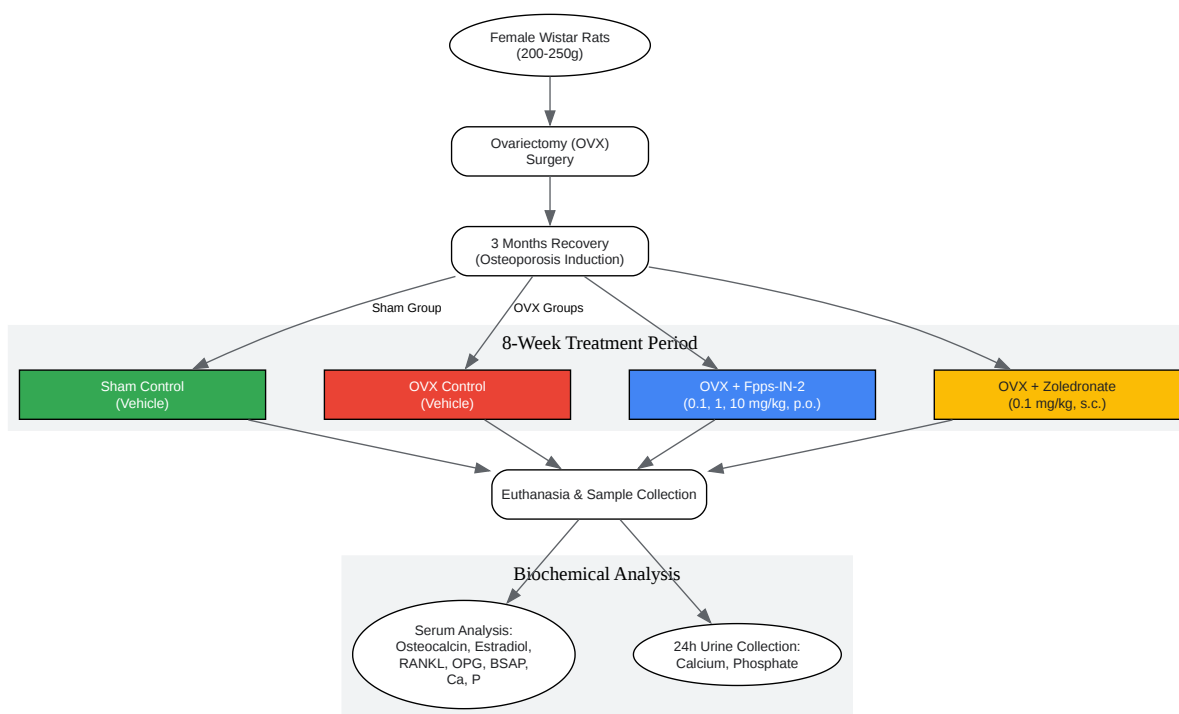 Female Wistar Rats
(200-250g)
Ovariectomy (OVX)
Surgery
3 Months Recovery
(Osteoporosis Induction)
Sham Group
OVX Groups
8-Week Treatment Period
Sham Control
(Vehicle)
OVX Control
(Vehicle)
OVX + Fpps-IN-2
(0.1, 1, 10 mg/kg, p.o.)
OVX + Zoledronate
(0.1 mg/kg, s.c.)
Euthanasia & Sample Collection
Biochemical Analysis
Serum Analysis:
Osteocalcin, Estradiol,
RANKL, OPG, BSAP,
Ca, P
24h Urine Collection:
Calcium, Phosphate